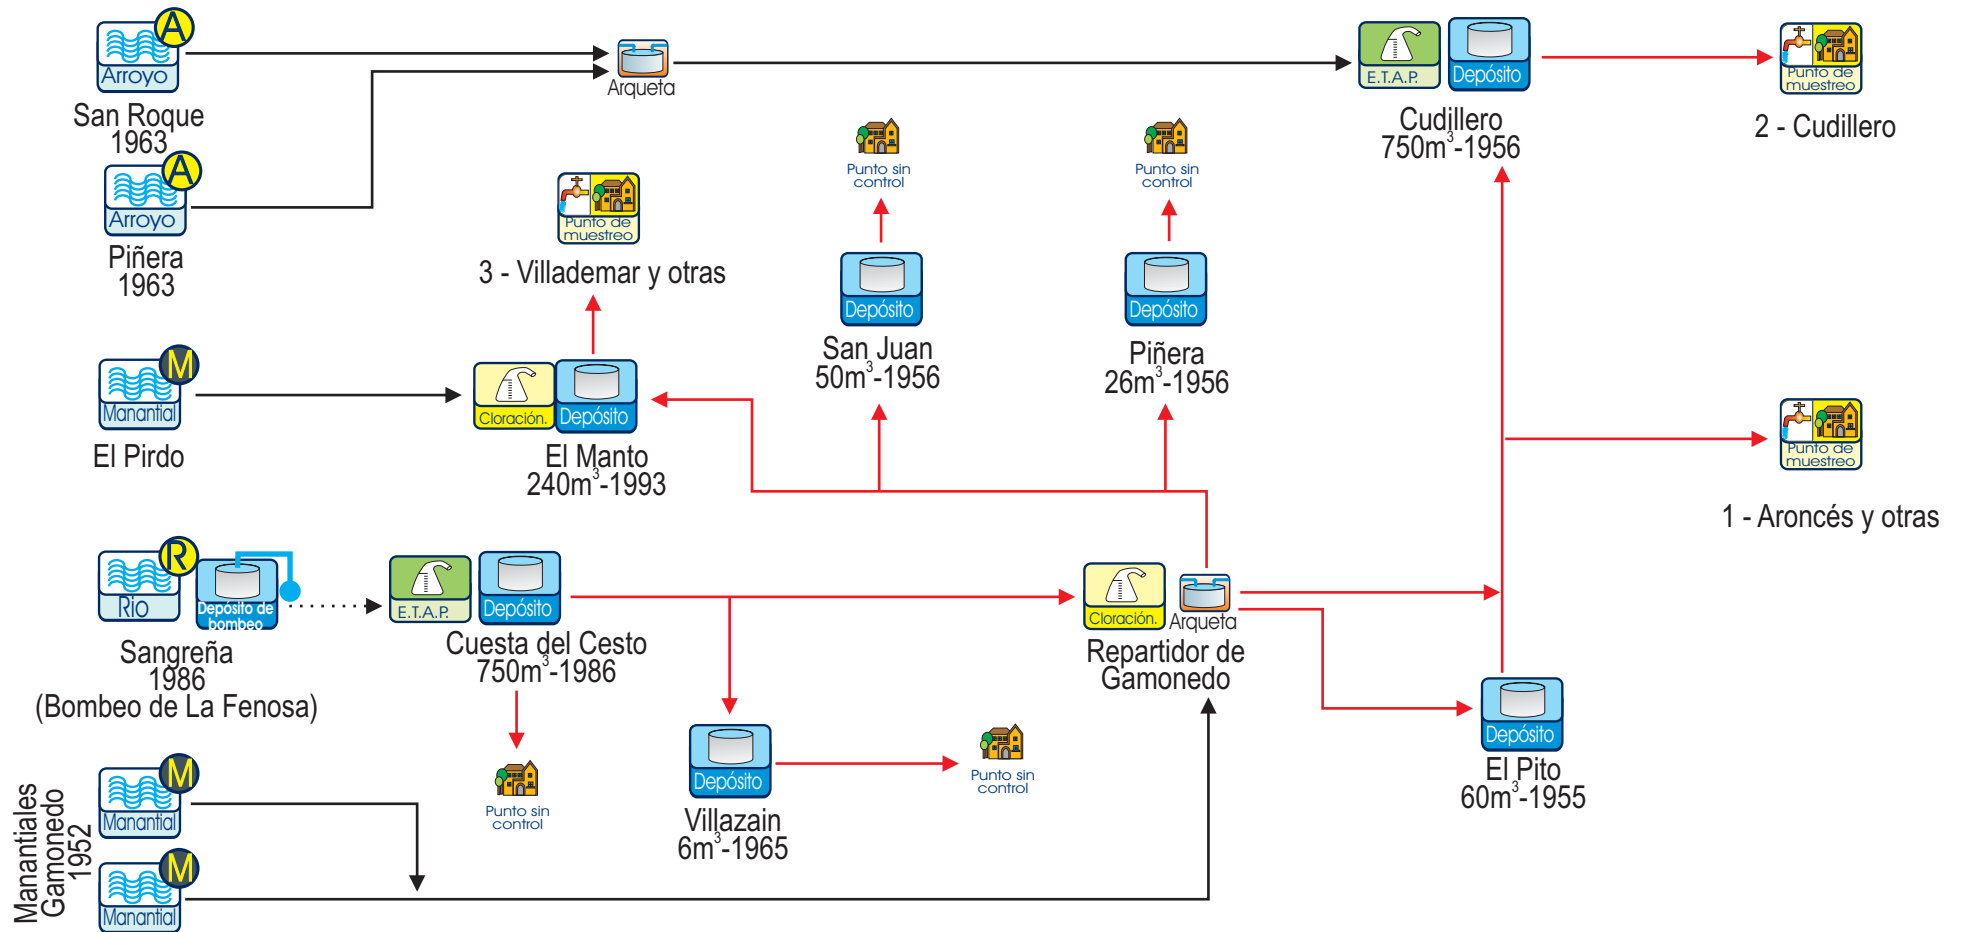 A
Arroyo
San Roque
1963
A
Arroyo
Piñera
1963
Arqueta
E.T.A.P.
Depósito
Cudillero
750m³-1956
Punto de
muestreo
2 - Cudillero
Punto de
muestreo
3 - Villademar y otras
Punto sin
control
Depósito
San Juan
50m³-1956
Punto sin
control
Depósito
Piñera
26m³-1956
M
Manantial
El Pirdo
Cloración.
Depósito
El Manto
240m³-1993
Punto de
muestreo
1 - Aroncés y otras
R
Rio
Depósito de
bombeo
Sangreña
1986
(Bombeo de La Fenosa)
E.T.A.P.
Depósito
Cuesta del Cesto
750m³-1986
Punto sin
control
Depósito
Villazain
6m³-1965
Punto sin
control
Cloración.
Arqueta
Repartidor de
Gamonedo
Depósito
El Pito
60m³-1955
Manantiales
Gamonedo
1952
M
Manantial
M
Manantial